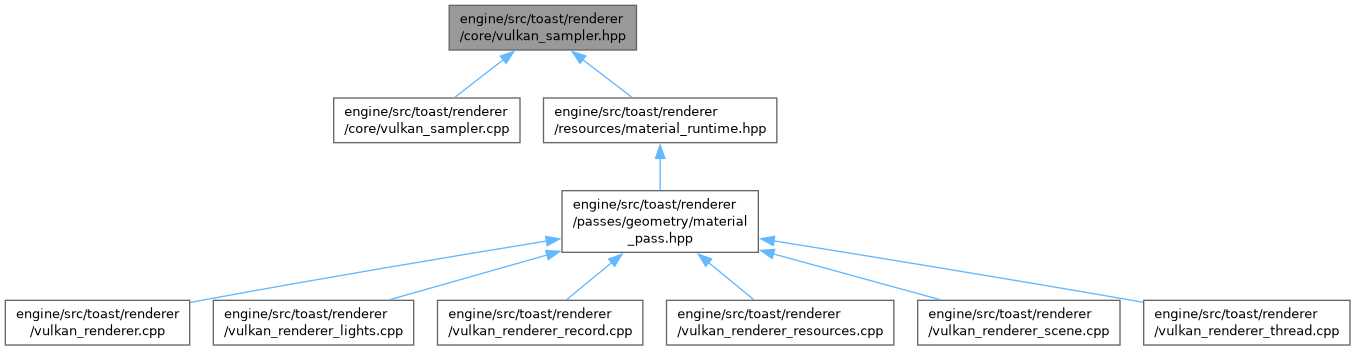 engine/src/toast/renderer
/core/vulkan_sampler.hpp
engine/src/toast/renderer
/core/vulkan_sampler.cpp
engine/src/toast/renderer
/resources/material_runtime.hpp
engine/src/toast/renderer
/passes/geometry/material
_pass.hpp
engine/src/toast/renderer
/vulkan_renderer.cpp
engine/src/toast/renderer
/vulkan_renderer_lights.cpp
engine/src/toast/renderer
/vulkan_renderer_record.cpp
engine/src/toast/renderer
/vulkan_renderer_resources.cpp
engine/src/toast/renderer
/vulkan_renderer_scene.cpp
engine/src/toast/renderer
/vulkan_renderer_thread.cpp